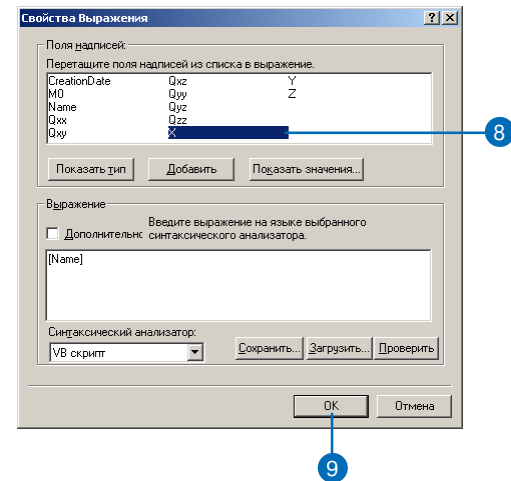 Свойства Выражения
Поля надписей:
Перетащите поля надписей из списка в выражение.
CreationDate Qxz Y
M0 Qyy Z
Name Qyz
Qxx Qzz
Qxy X
8
Показать тип Добавить Показать значения...
Выражение
Введите выражение на языке выбранного
Дополнительнс синтаксического анализатора.
[Name]
Синтаксический анализатор:
VB скрипт Сохранить... Загрузить... Проверить
OK Отмена
9